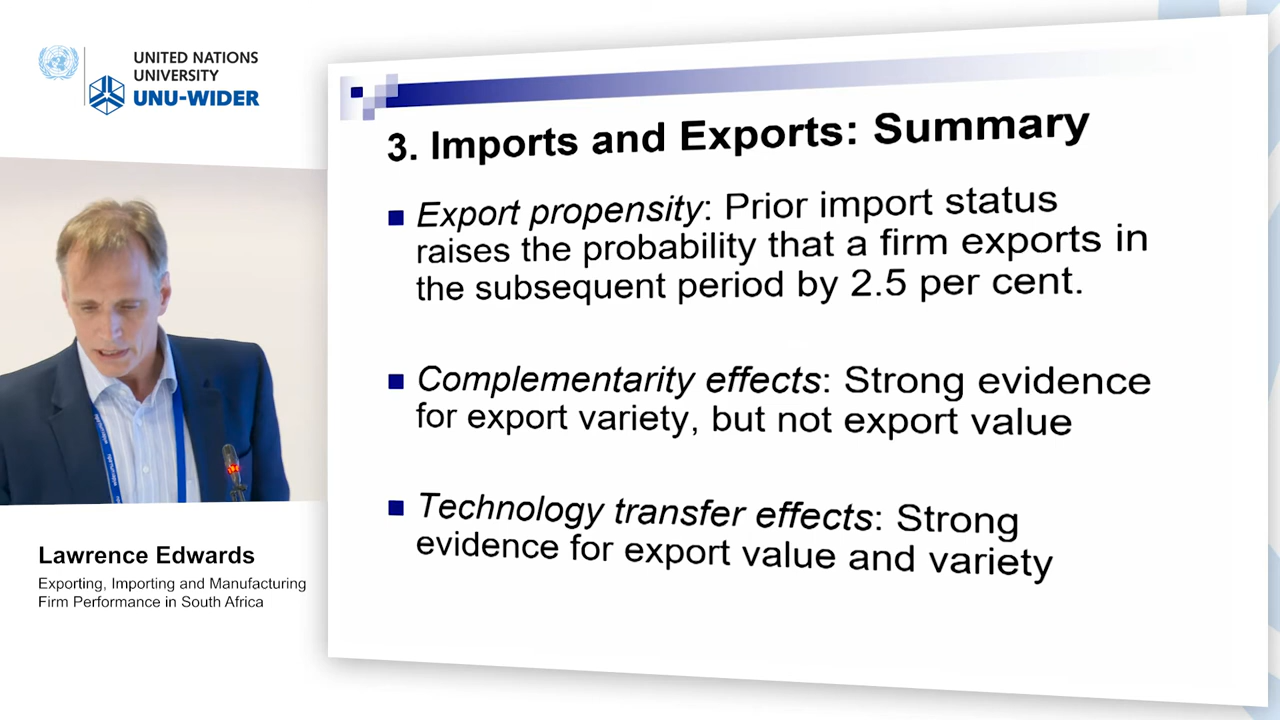 UNITED NATIONS
UNIVERSITY
UNU-WIDER
3. Imports and Exports: Summary
Export propensity: Prior import status
raises the probability that a firm exports in
the subsequent period by 2.5 per cent.
Complementarity effects: Strong evidence
for export variety, but not export value
Technology transfer effects: Strong
evidence for export value and variety
Lawrence Edwards
Exporting, Importing and Manufacturing
Firm Performance in South Africa